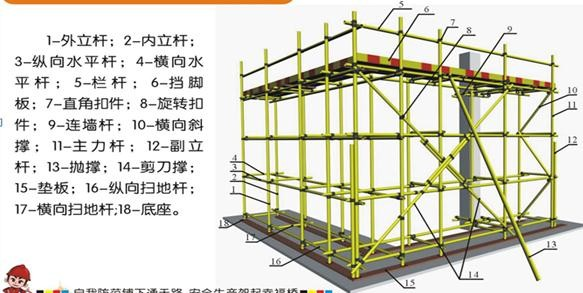 1-外立杆；2-内立杆；
3-纵向水平杆；4-横向水
平杆；5-栏杆；6-挡脚
板；7-直角扣件；8-旋转扣
件；9-连墙杆；10-横向斜
撑；11-主力杆；12-副立
杆；13-抛撑；14-剪刀撑；
15-垫板；16-纵向扫地杆；
17-横向扫地杆;18-底座。
5
6
7
8
9
10
11
12
4
3
2
1
18
17
16
15
14
13